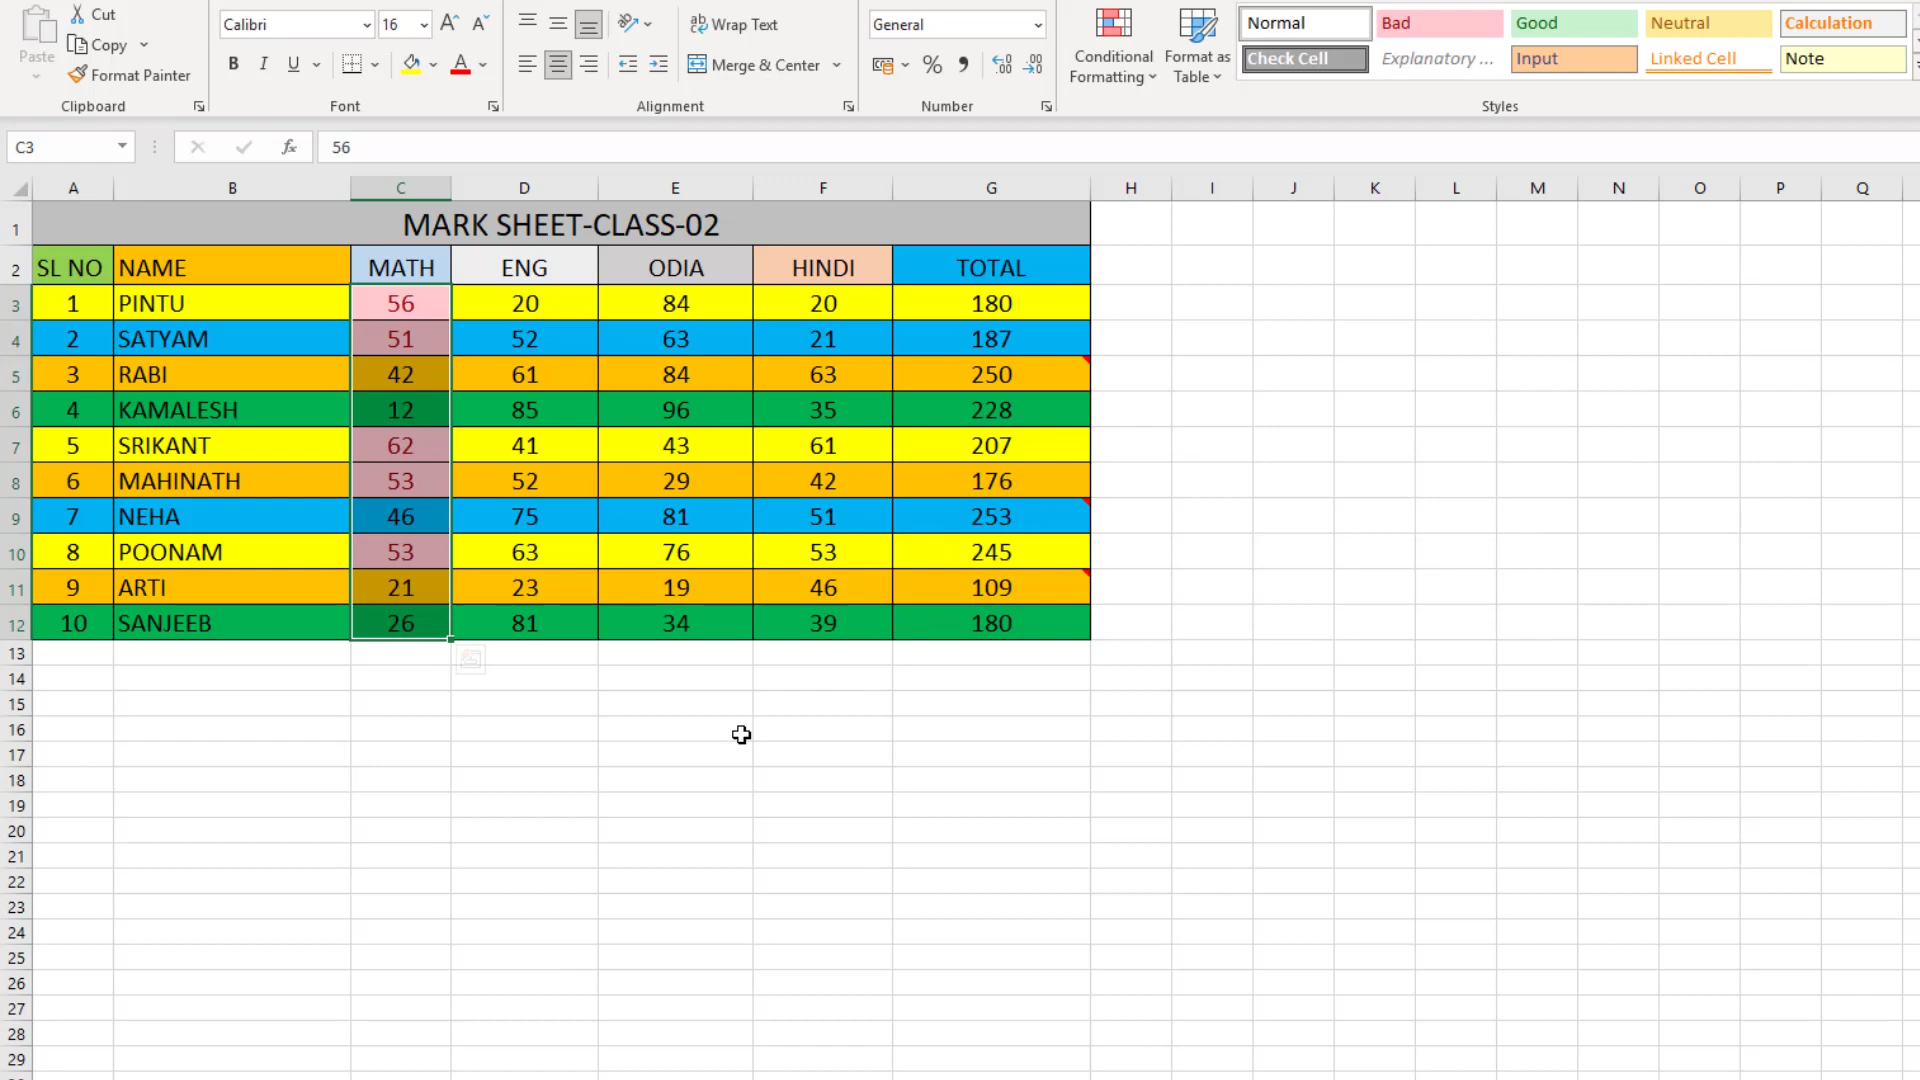 Cut
Copy
Paste
Format Painter
Clipboard
Calibri 16
B I U
Font
Wrap Text
Merge & Center
Alignment
General
Number
Conditional Formatting
Format as Table
Normal Bad Good Neutral Calculation
Check Cell Explanatory ... Input Linked Cell Note
Styles
C3 fx 56
A B C D E F G H I J K L M N O P Q
1 MARK SHEET-CLASS-02
2 SL NO NAME MATH ENG ODIA HINDI TOTAL
3 1 PINTU 56 20 84 20 180
4 2 SATYAM 51 52 63 21 187
5 3 RABI 42 61 84 63 250
6 4 KAMALESH 12 85 96 35 228
7 5 SRIKANT 62 41 43 61 207
8 6 MAHINATH 53 52 29 42 176
9 7 NEHA 46 75 81 51 253
10 8 POONAM 53 63 76 53 245
11 9 ARTI 21 23 19 46 109
12 10 SANJEEB 26 81 34 39 180
13
14
15
16
17
18
19
20
21
22
23
24
25
26
27
28
29